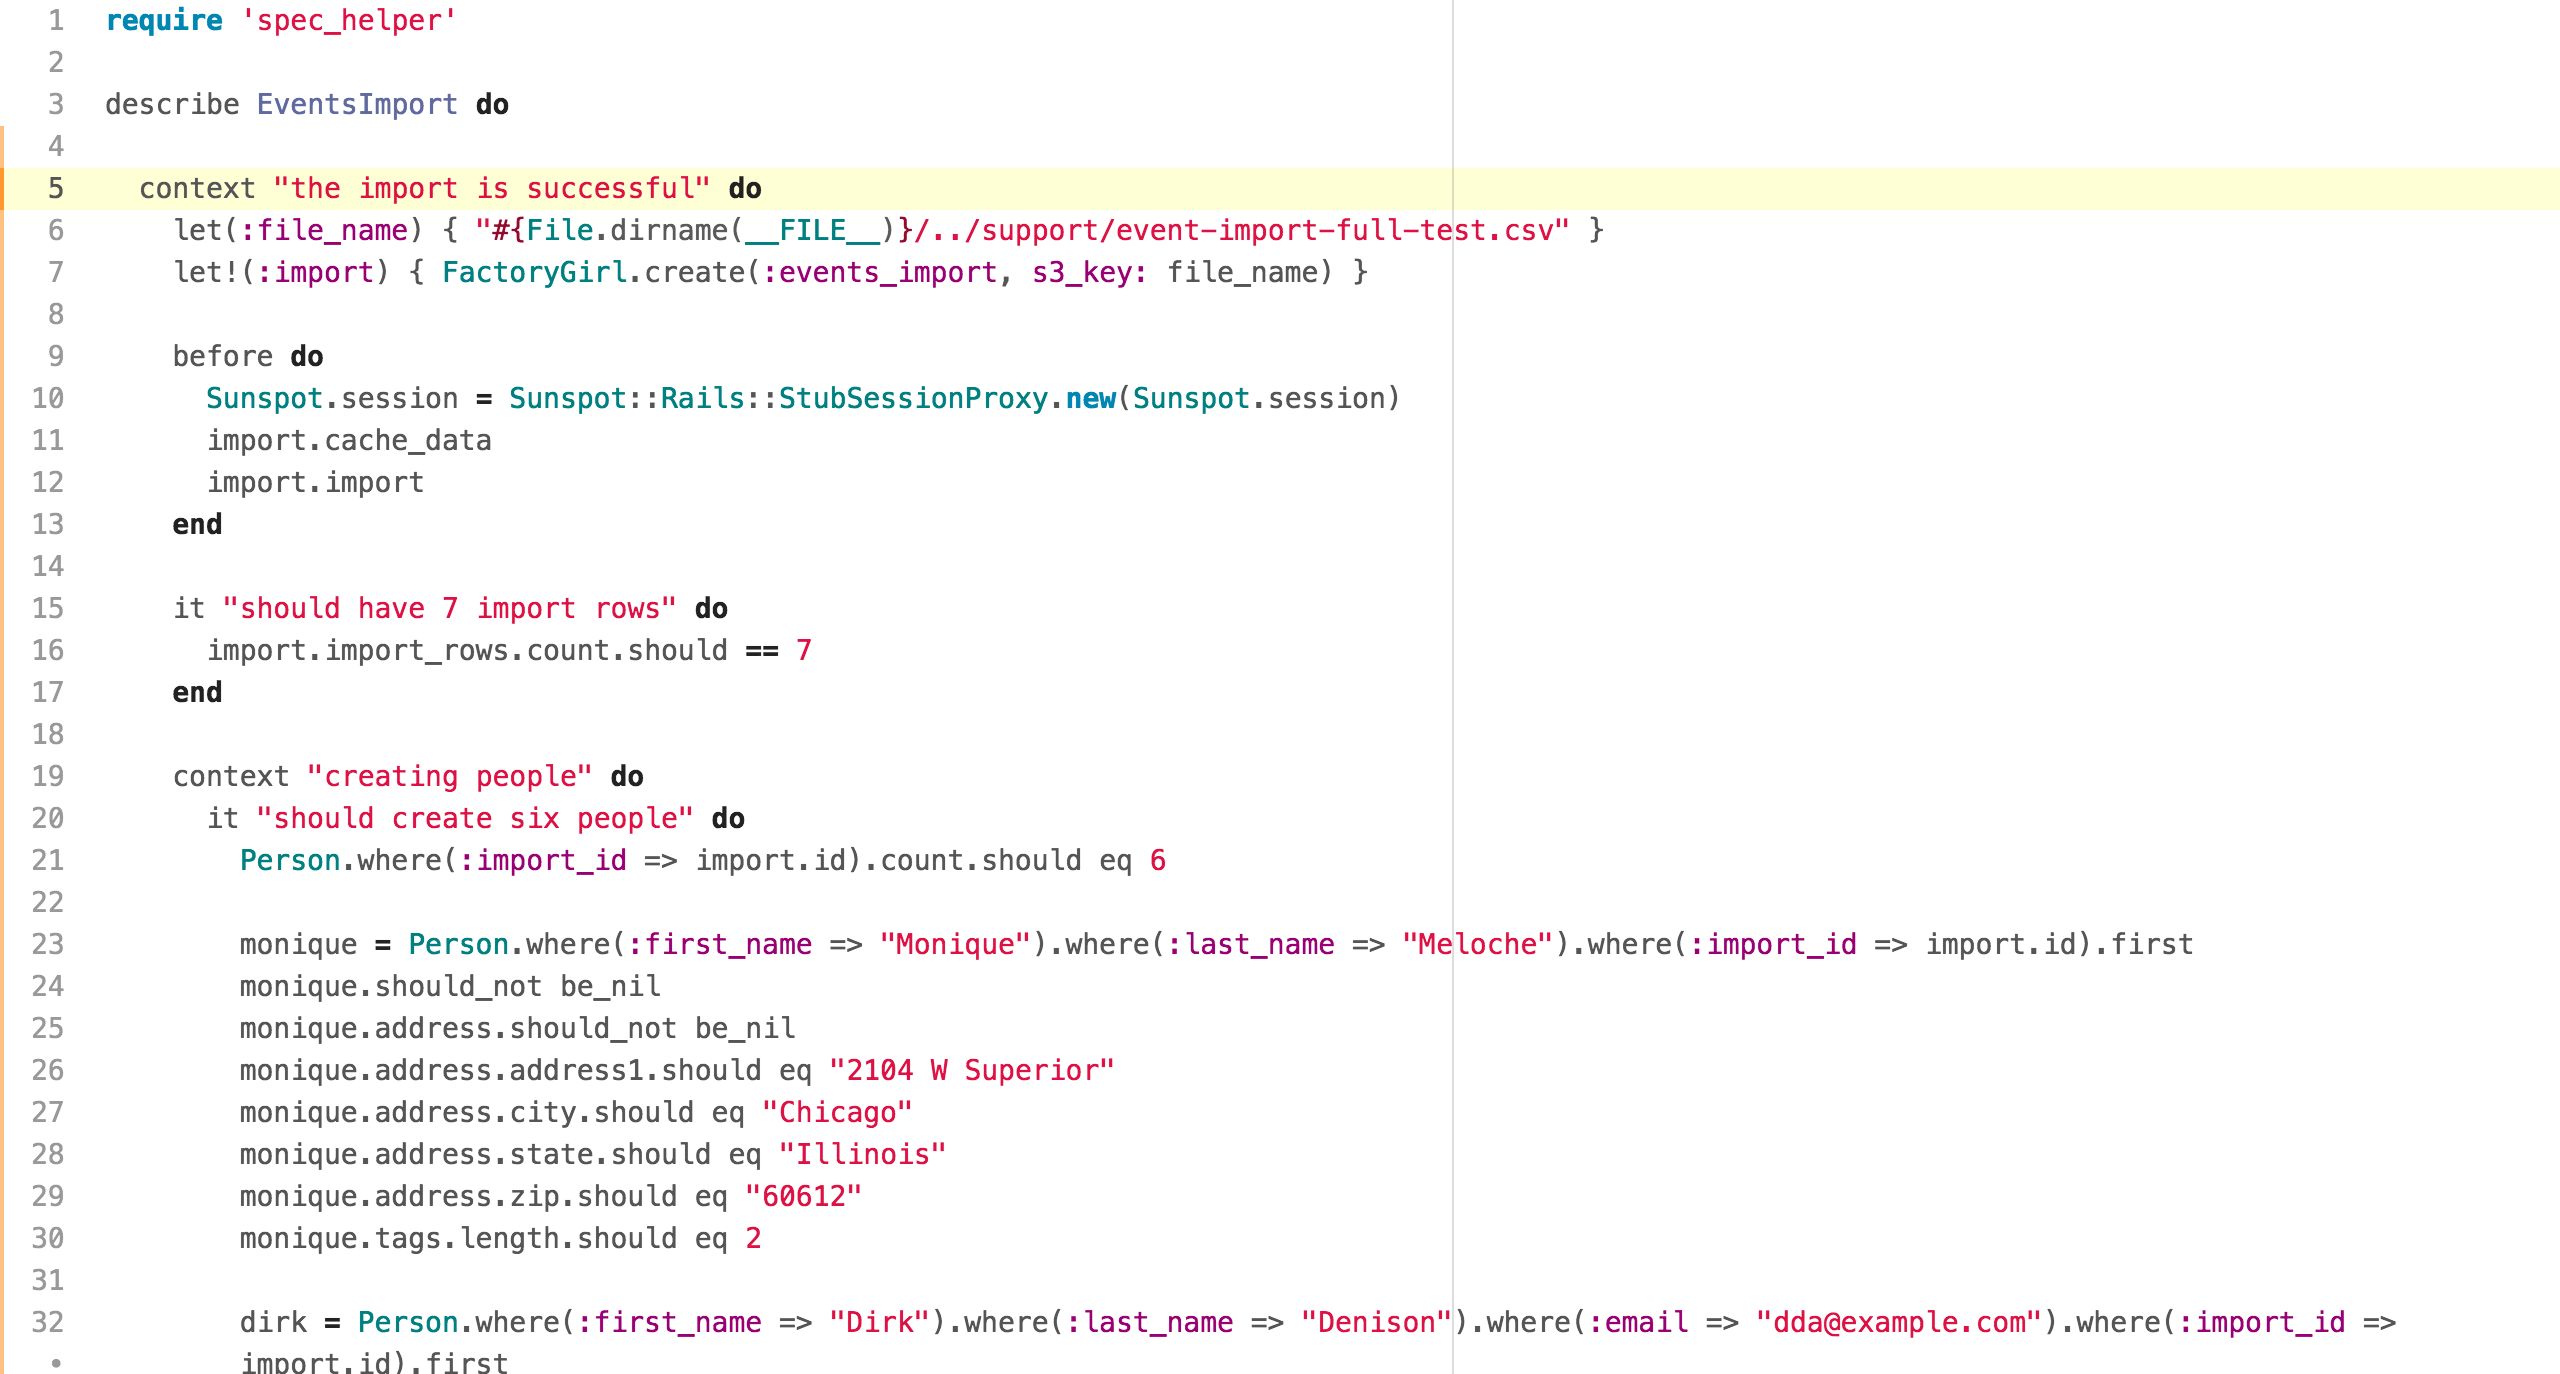 1 require 'spec_helper'
2
3 describe EventsImport do
4
5   context "the import is successful" do
6     let(:file_name) { "#{File.dirname(__FILE__)}/../support/event-import-full-test.csv" }
7     let!(:import) { FactoryGirl.create(:events_import, s3_key: file_name) }
8
9     before do
10       Sunspot.session = Sunspot::Rails::StubSessionProxy.new(Sunspot.session)
11       import.cache_data
12       import.import
13     end
14
15     it "should have 7 import rows" do
16       import.import_rows.count.should == 7
17     end
18
19     context "creating people" do
20       it "should create six people" do
21         Person.where(:import_id => import.id).count.should eq 6
22
23         monique = Person.where(:first_name => "Monique").where(:last_name => "Meloche").where(:import_id => import.id).first
24         monique.should_not be_nil
25         monique.address.should_not be_nil
26         monique.address.address1.should eq "2104 W Superior"
27         monique.address.city.should eq "Chicago"
28         monique.address.state.should eq "Illinois"
29         monique.address.zip.should eq "60612"
30         monique.tags.length.should eq 2
31
32         dirk = Person.where(:first_name => "Dirk").where(:last_name => "Denison").where(:email => "dda@example.com").where(:import_id =>
•         import.id).first